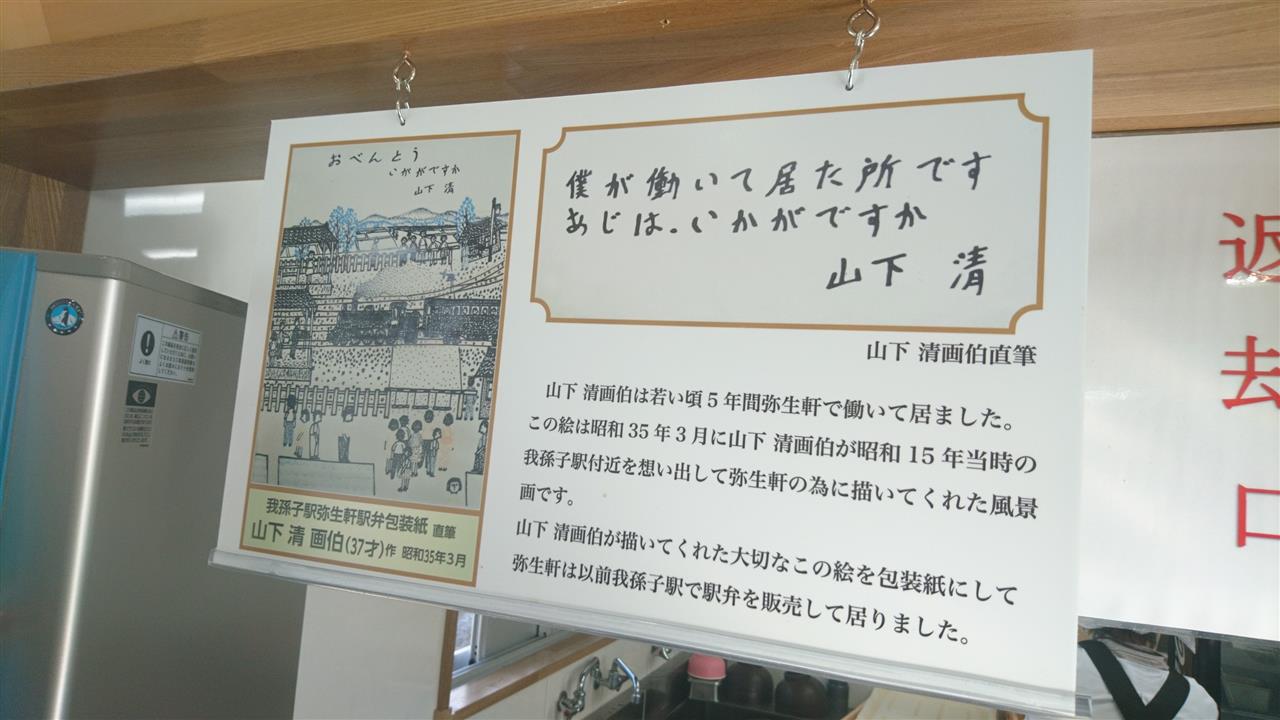 おべんとう
いかがですか
山下 清
我孫子駅弥生軒駅弁包装紙 直筆
山下 清 画伯(37才)作 昭和35年3月
僕が働いて居た所です
あじは、いかがですか
山下 清
山下 清画伯直筆
山下 清画伯は若い頃5年間弥生軒で働いて居ました。
この絵は昭和35年3月に山下 清画伯が昭和15年当時の
我孫子駅付近を想い出して弥生軒の為に描いてくれた風景
画です。
山下 清画伯が描いてくれた大切なこの絵を包装紙にして
弥生軒は以前我孫子駅で駅弁を販売して居りました。
返却口
警告